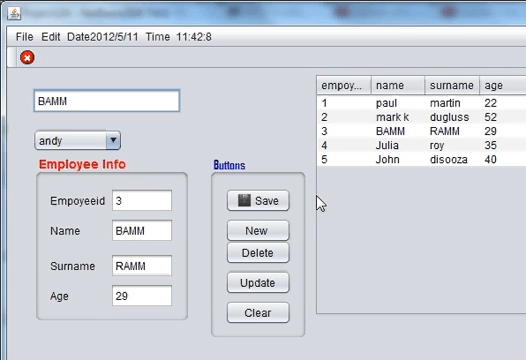 File Edit Date2012/5/11 Time 11:42:8
BAMM
andy
Employee Info
Empoyeeid 3
Name BAMM
Surname RAMM
Age 29
Buttons
Save
New
Delete
Update
Clear
empoy... name surname age
1 paul martin 22
2 mark k dugluss 52
3 BAMM RAMM 29
4 Julia roy 35
5 John disooza 40